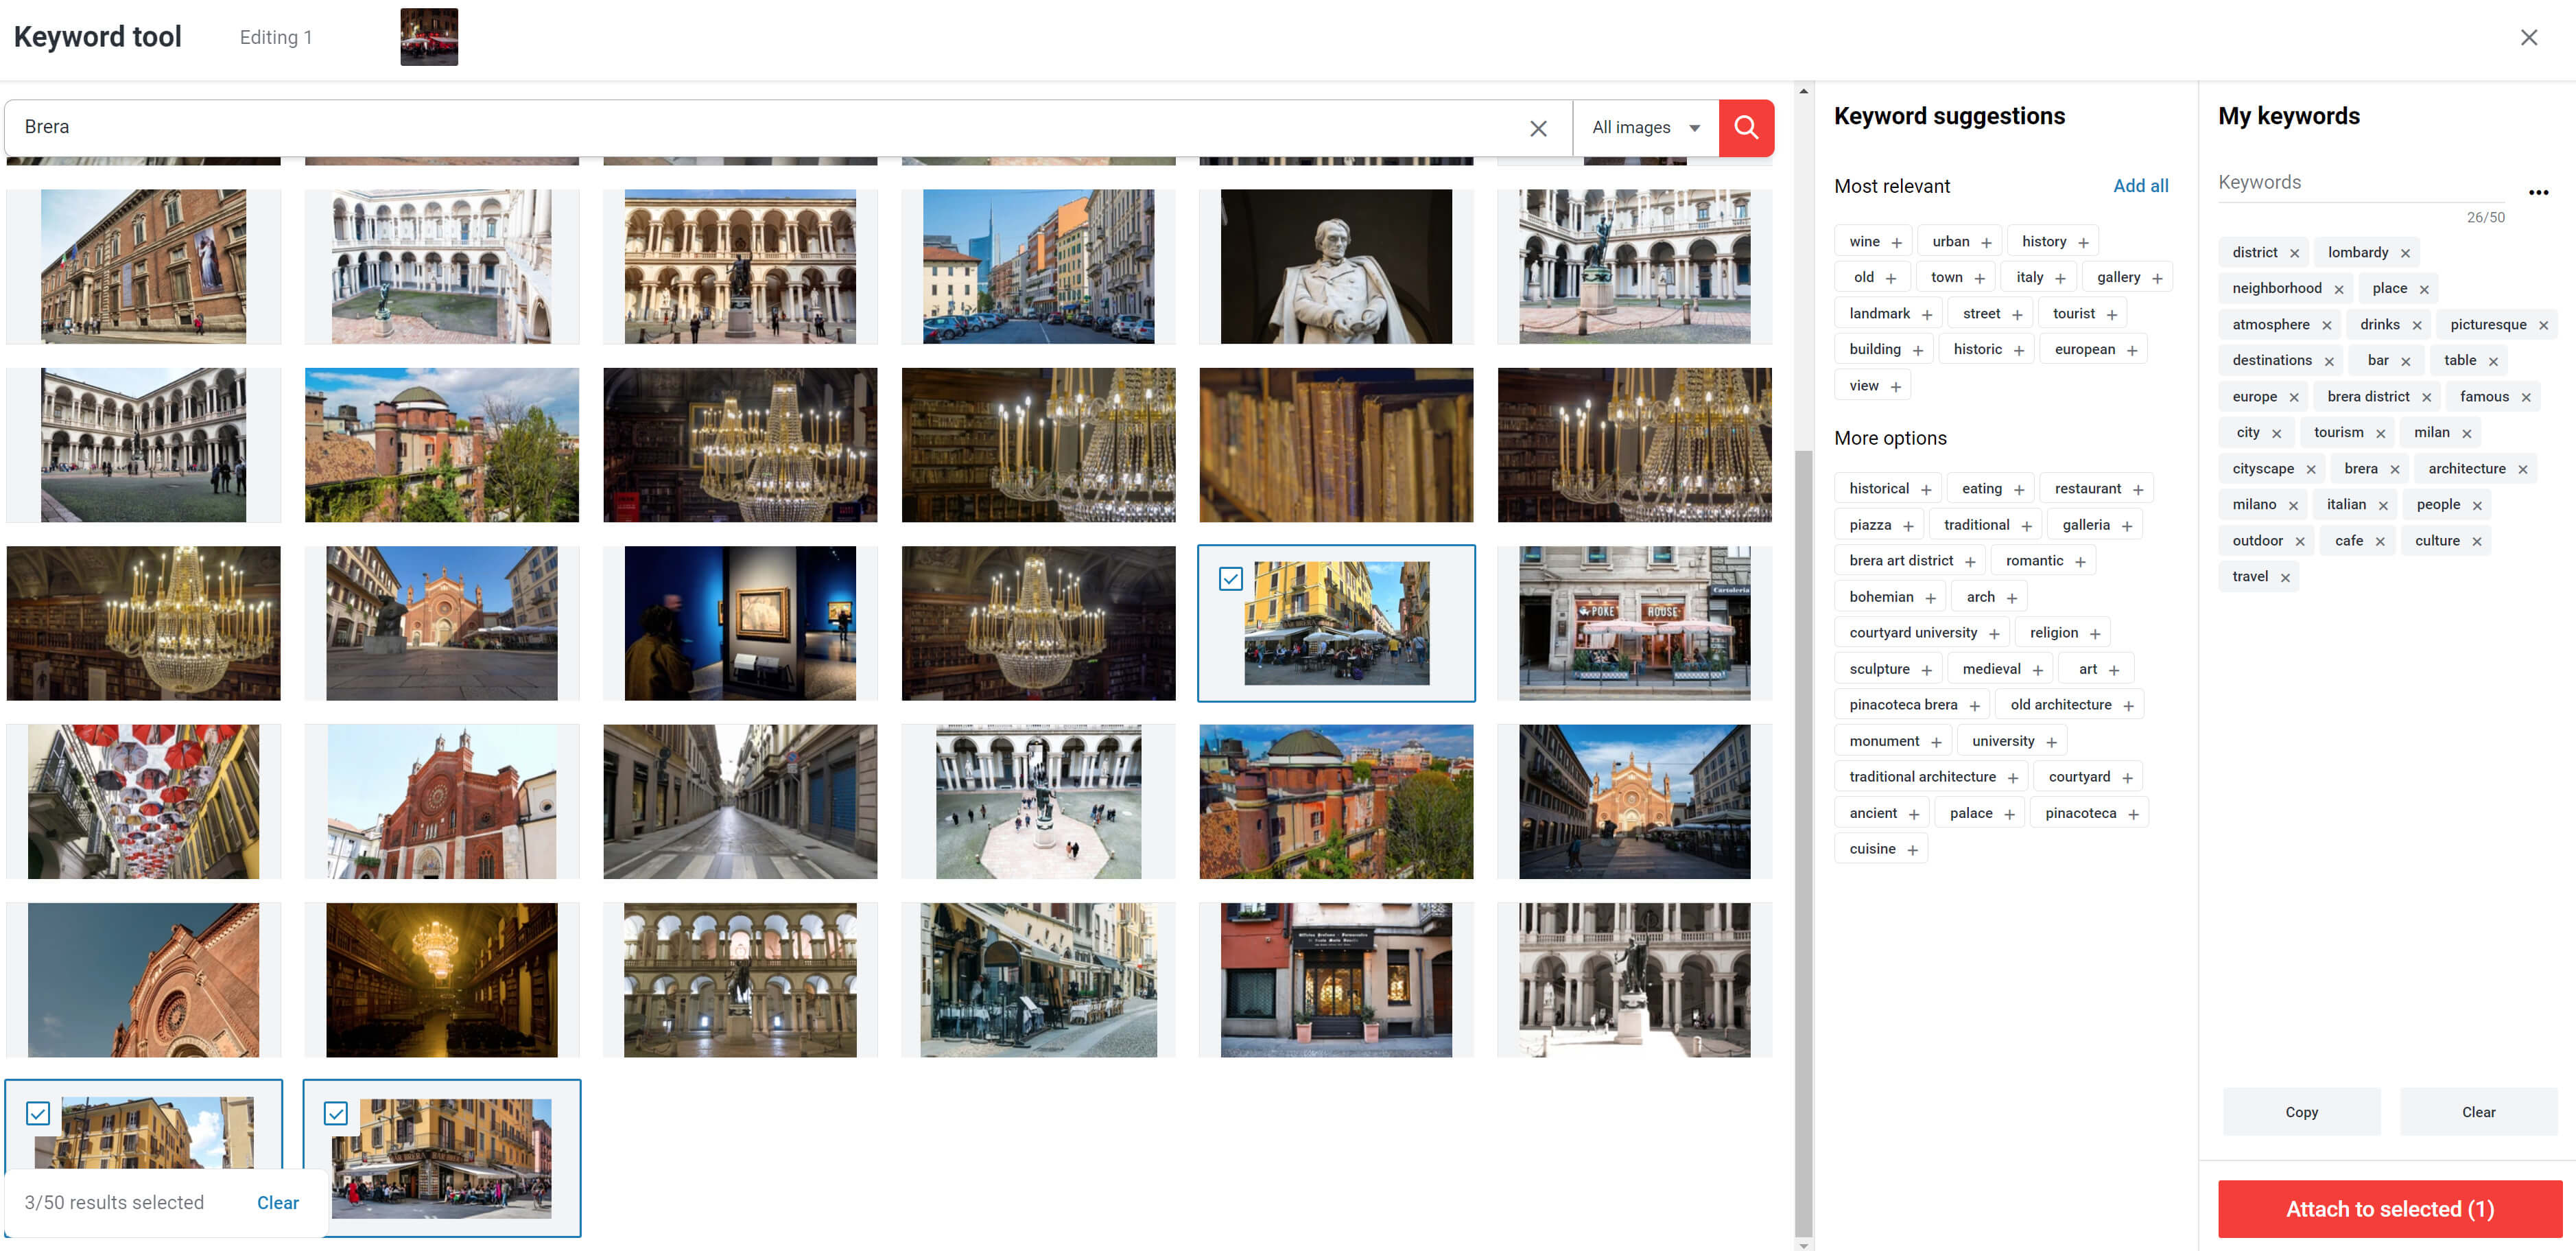 Keyword tool
Editing 1
Brera
All images
POKE HOUSE
Cartoleria
BAR BRERA
3/50 results selected
Clear
Keyword suggestions
Most relevant
Add all
wine + urban + history +
old + town + italy + gallery +
landmark + street + tourist +
building + historic + european +
view +
More options
historical + eating + restaurant +
piazza + traditional + galleria +
brera art district + romantic +
bohemian + arch +
courtyard university + religion +
sculpture + medieval + art +
pinacoteca brera + old architecture +
monument + university +
traditional architecture + courtyard +
ancient + palace + pinacoteca +
cuisine +
My keywords
Keywords
26/50
district × lombardy ×
neighborhood × place ×
atmosphere × drinks × picturesque ×
destinations × bar × table ×
europe × brera district × famous ×
city × tourism × milan ×
cityscape × brera × architecture ×
milano × italian × people ×
outdoor × cafe × culture ×
travel ×
Copy
Clear
Attach to selected (1)